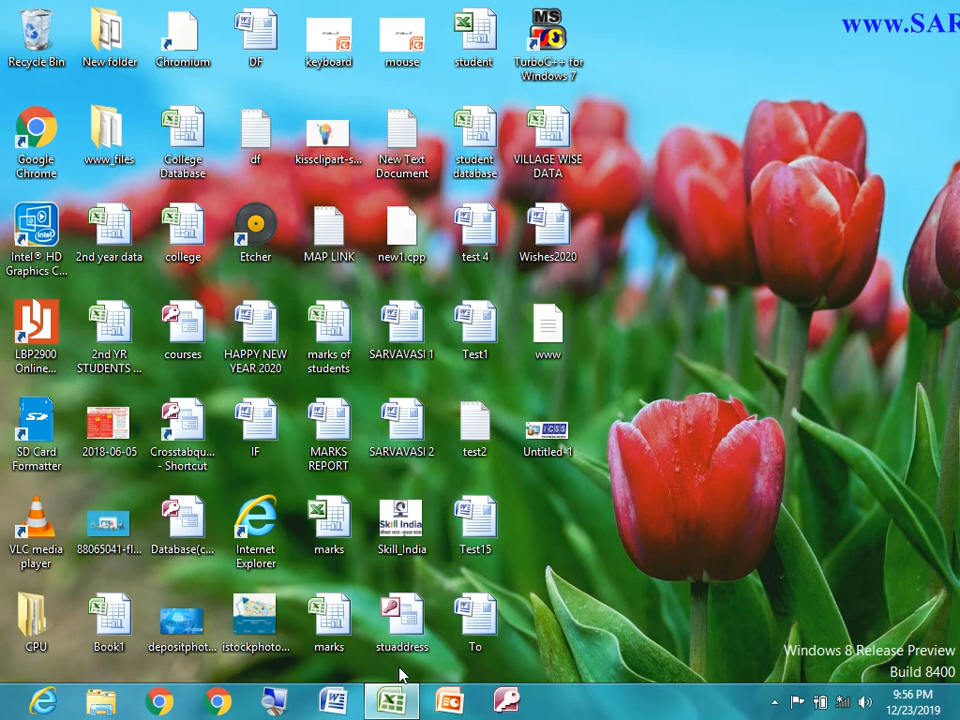 www.SAR
Recycle Bin
New folder
Chromium
DF
keyboard
mouse
student
TurboC++ for
Windows 7
Google
Chrome
www_files
College
Database
df
kissclipart-s...
New Text
Document
student
database
VILLAGE WISE
DATA
Intel® HD
Graphics C...
2nd year data
college
Etcher
MAP LINK
new1.cpp
test 4
Wishes2020
LBP2900
Online...
2nd YR
STUDENTS ...
courses
HAPPY NEW
YEAR 2020
marks of
students
SARVAVASI 1
Test1
www
SD Card
Formatter
2018-06-05
Crosstabqu...
- Shortcut
IF
MARKS
REPORT
SARVAVASI 2
test2
Untitled-1
VLC media
player
88065041-fl...
Database(c...
Internet
Explorer
marks
Skill_India
Test15
CPU
Book1
depositphot...
istockphoto...
marks
stuaddress
To
Windows 8 Release Preview
Build 8400
9:56 PM
12/23/2019